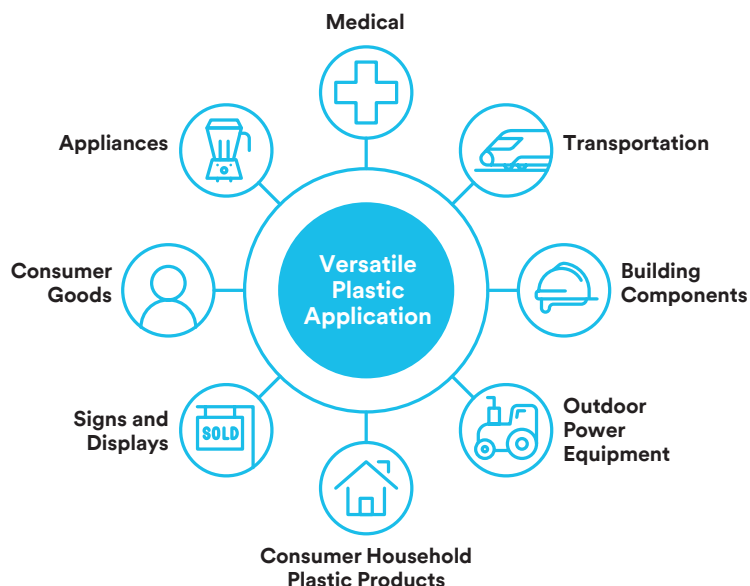 Medical
Transportation
Building
Components
Outdoor
Power
Equipment
Consumer Household
Plastic Products
Signs and
Displays
SOLD
Consumer
Goods
Appliances
Versatile
Plastic
Application